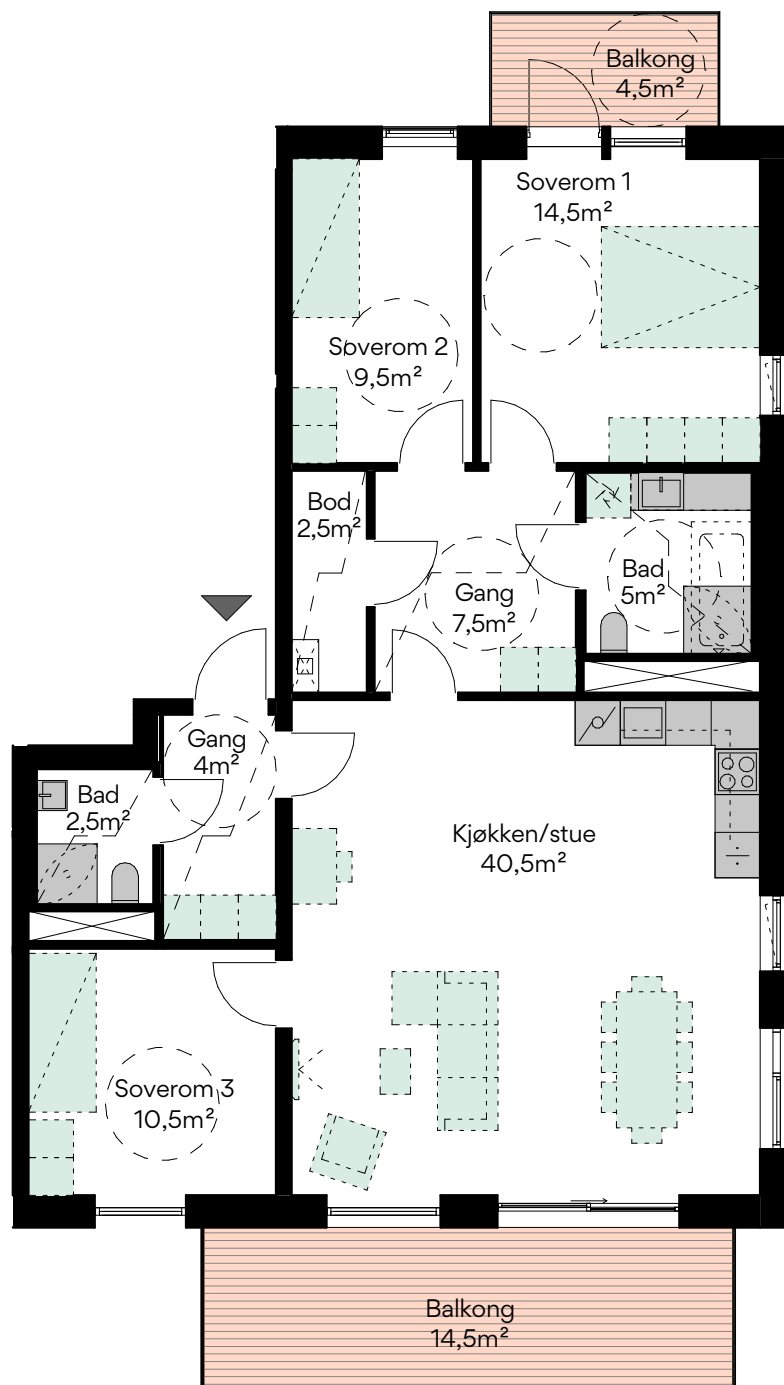 Balkong
4,5m²
Soverom 1
14,5m²
Soverom 2
9,5m²
Bod
2,5m²
Bad
5m²
Gang
7,5m²
Gang
4m²
Bad
2,5m²
Kjøkken/stue
40,5m²
Soverom 3
10,5m²
Balkong
14,5m²